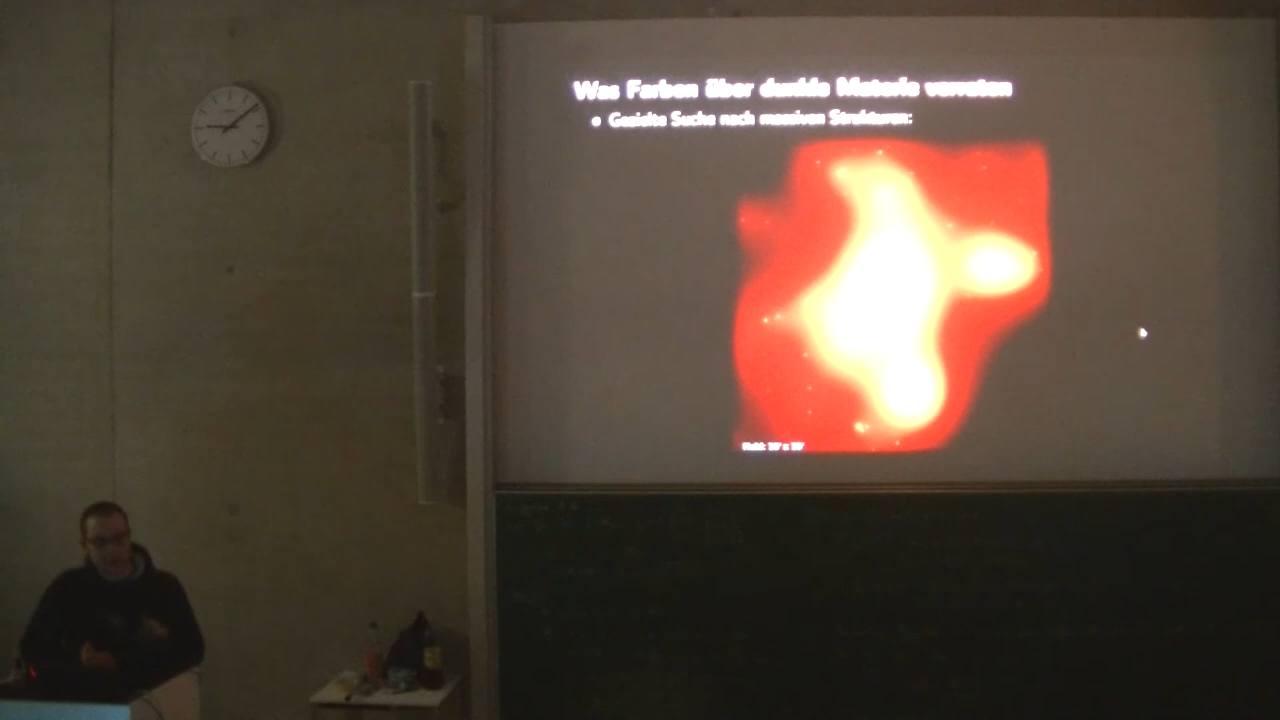 Was Farben über dunkle Materie verraten
• Gezielte Suche nach massiven Strukturen: